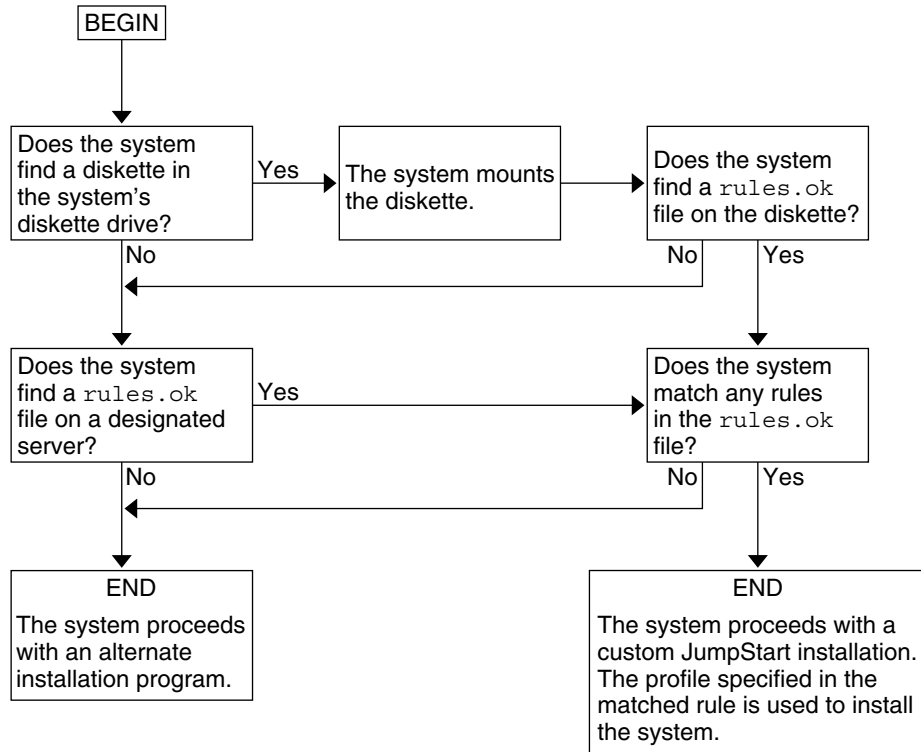 BEGIN
Does the system
find a diskette in
the system's
diskette drive?
Yes
The system mounts
the diskette.
Does the system
find a rules.ok
file on the diskette?
No
No
Yes
Does the system
find a rules.ok
file on a designated
server?
Yes
Does the system
match any rules
in the rules.ok
file?
No
No
Yes
END
The system proceeds
with an alternate
installation program.
END
The system proceeds with a
custom JumpStart installation.
The profile specified in the
matched rule is used to install
the system.